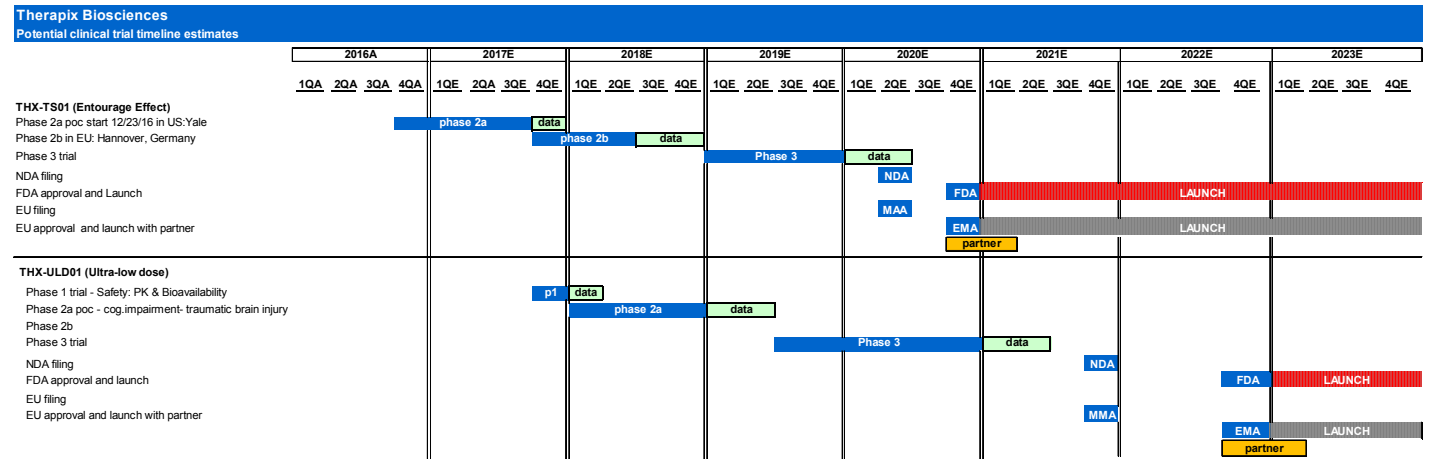 Therapix Biosciences
Potential clinical trial timeline estimates
2016A 2017E 2018E 2019E 2020E 2021E 2022E 2023E
1QA 2QA 3QA 4QA 1QE 2QA 3QE 4QE 1QE 2QE 3QE 4QE 1QE 2QE 3QE 4QE 1QE 2QE 3QE 4QE 1QE 2QE 3QE 4QE 1QE 2QE 3QE 4QE 1QE 2QE 3QE 4QE
THX-TS01 (Entourage Effect)
Phase 2a poc start 12/23/16 in US:Yale phase 2a data
Phase 2b in EU: Hannover, Germany phase 2b data
Phase 3 trial Phase 3 data
NDA filing NDA
FDA approval and Launch FDA LAUNCH
EU filing MAA
EU approval and launch with partner EMA LAUNCH
partner
THX-ULD01 (Ultra-low dose)
Phase 1 trial - Safety: PK & Bioavailability p1 data
Phase 2a poc - cog.impairment- traumatic brain injury phase 2a data
Phase 2b
Phase 3 trial Phase 3 data
NDA filing NDA
FDA approval and launch FDA LAUNCH
EU filing
EU approval and launch with partner MMA
EMA LAUNCH
partner